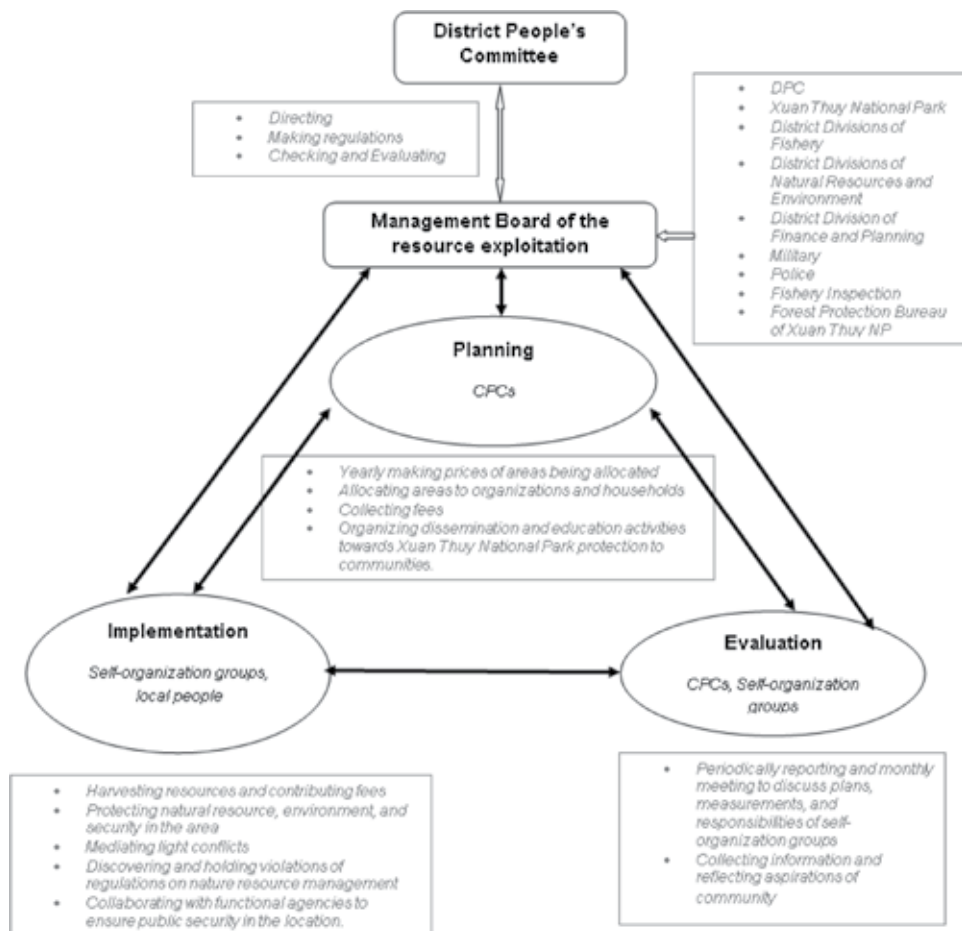 District People's
Committee
• Directing
• Making regulations
• Checking and Evaluating
• DPC
• Xuan Thuy National Park
• District Divisions of
Fishery
• District Divisions of
Natural Resources and
Environment
• District Division of
Finance and Planning
• Military
• Police
• Fishery Inspection
• Forest Protection Bureau
of Xuan Thuy NP
Management Board of the
resource exploitation
Planning
CPCs
• Yearly making prices of areas being allocated
• Allocating areas to organizations and households
• Collecting fees
• Organizing dissemination and education activities
towards Xuan Thuy National Park protection to
communities.
Implementation
Self-organization groups,
local people
Evaluation
CPCs, Self-organization
groups
• Harvesting resources and contributing fees
• Protecting natural resource, environment, and
security in the area
• Mediating light conflicts
• Discovering and holding violations of
regulations on nature resource management
• Collaborating with functional agencies to
ensure public security in the location.
• Periodically reporting and monthly
meeting to discuss plans,
measurements, and
responsibilities of self-
organization groups
• Collecting information and
reflecting aspirations of
community